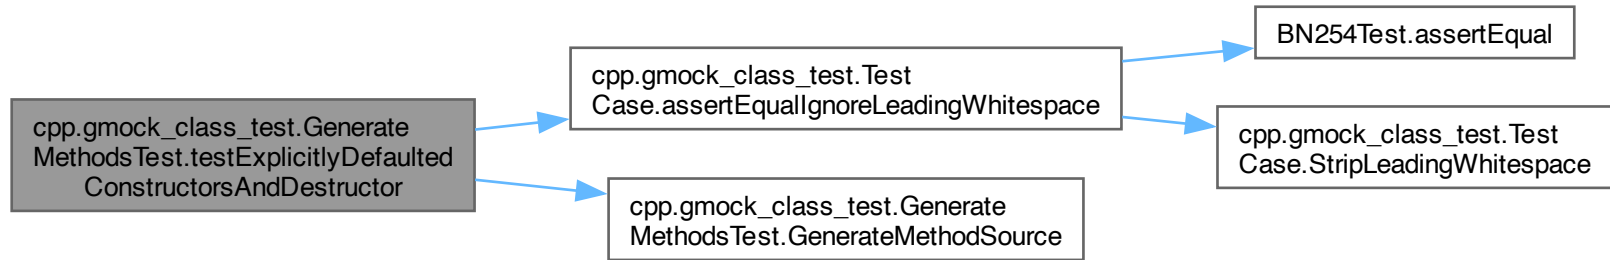 cpp.gmock_class_test.Generate
MethodsTest.testExplicitlyDefaulted
ConstructorsAndDestructor
cpp.gmock_class_test.Test
Case.assertEqualIgnoreLeadingWhitespace
BN254Test.assertEqual
cpp.gmock_class_test.Test
Case.StripLeadingWhitespace
cpp.gmock_class_test.Generate
MethodsTest.GenerateMethodSource